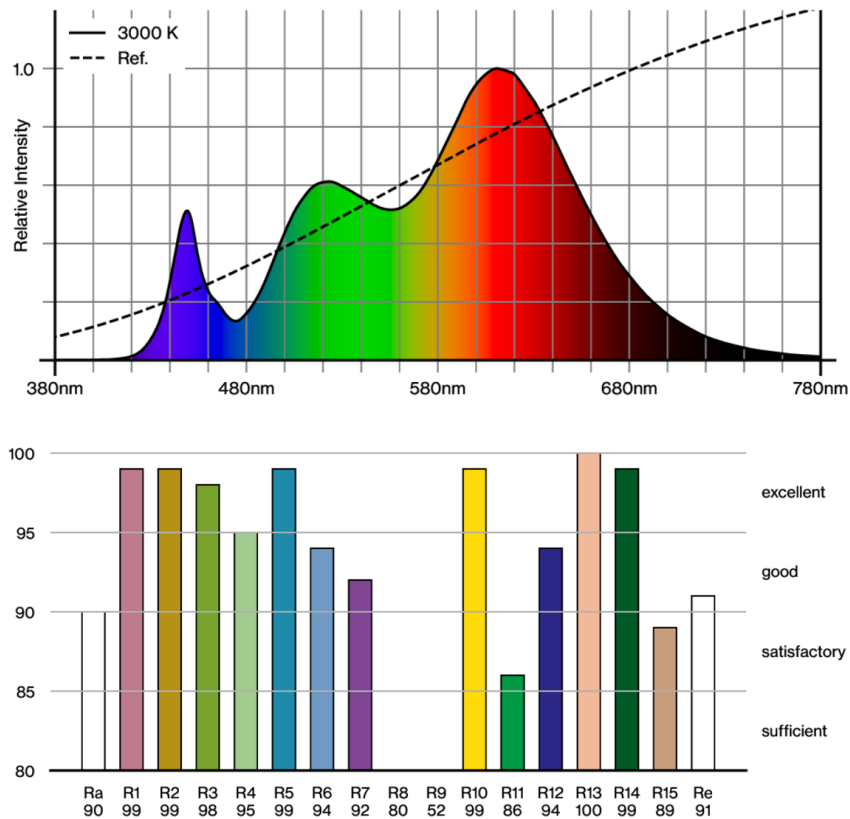 3000 K
Ref.
1.0
Relative Intensity
380nm 480nm 580nm 680nm 780nm
100
excellent
95
good
90
satisfactory
85
sufficient
80
Ra R1 R2 R3 R4 R5 R6 R7 R8 R9 R10 R11 R12 R13 R14 R15 Re
90 99 99 98 95 99 94 92 80 52 99 86 94 100 99 89 91